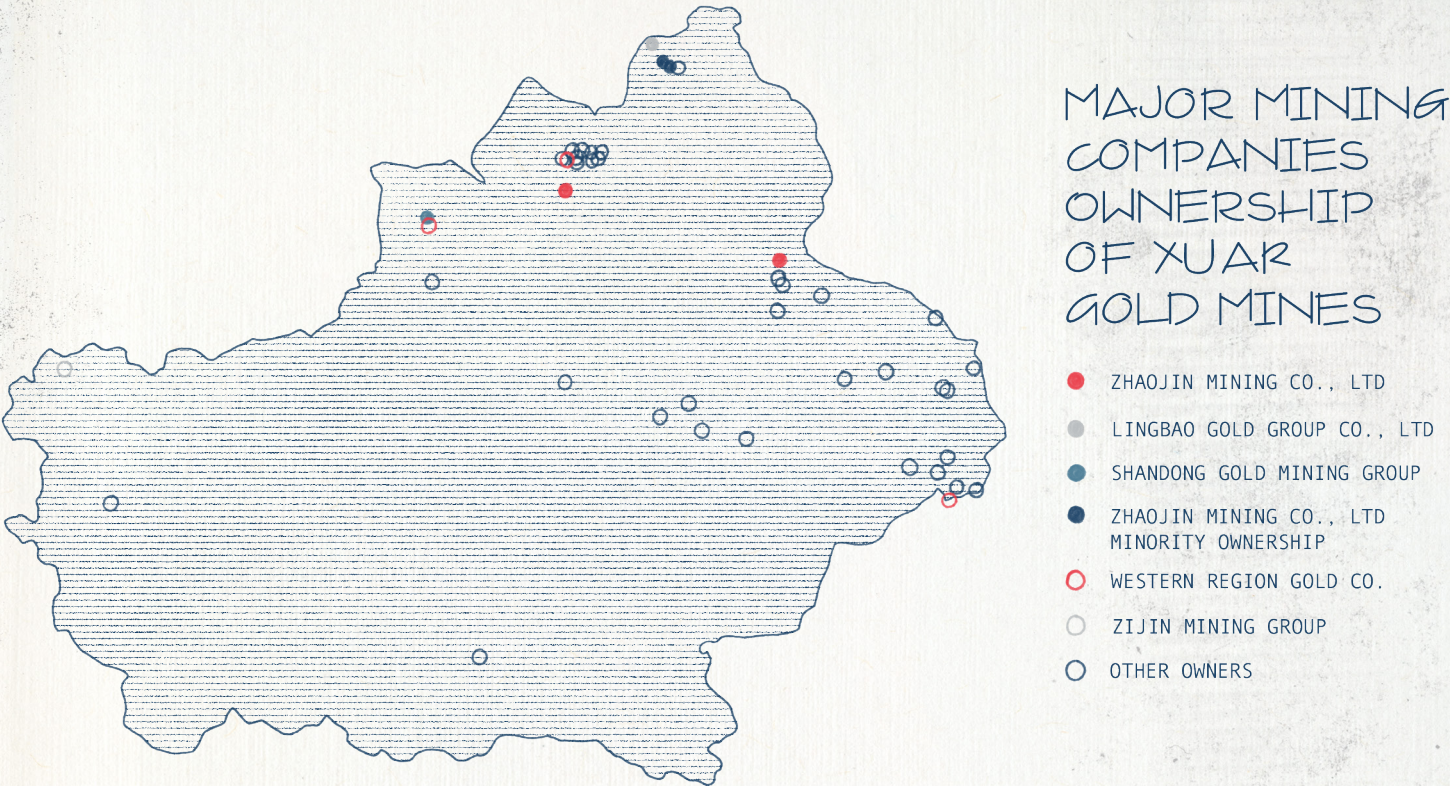 MAJOR MINING
COMPANIES
OWNERSHIP
OF XUAR
GOLD MINES
ZHAOJIN MINING CO., LTD
LINGBAO GOLD GROUP CO., LTD
SHANDONG GOLD MINING GROUP
ZHAOJIN MINING CO., LTD
MINORITY OWNERSHIP
WESTERN REGION GOLD CO.
ZIJIN MINING GROUP
OTHER OWNERS